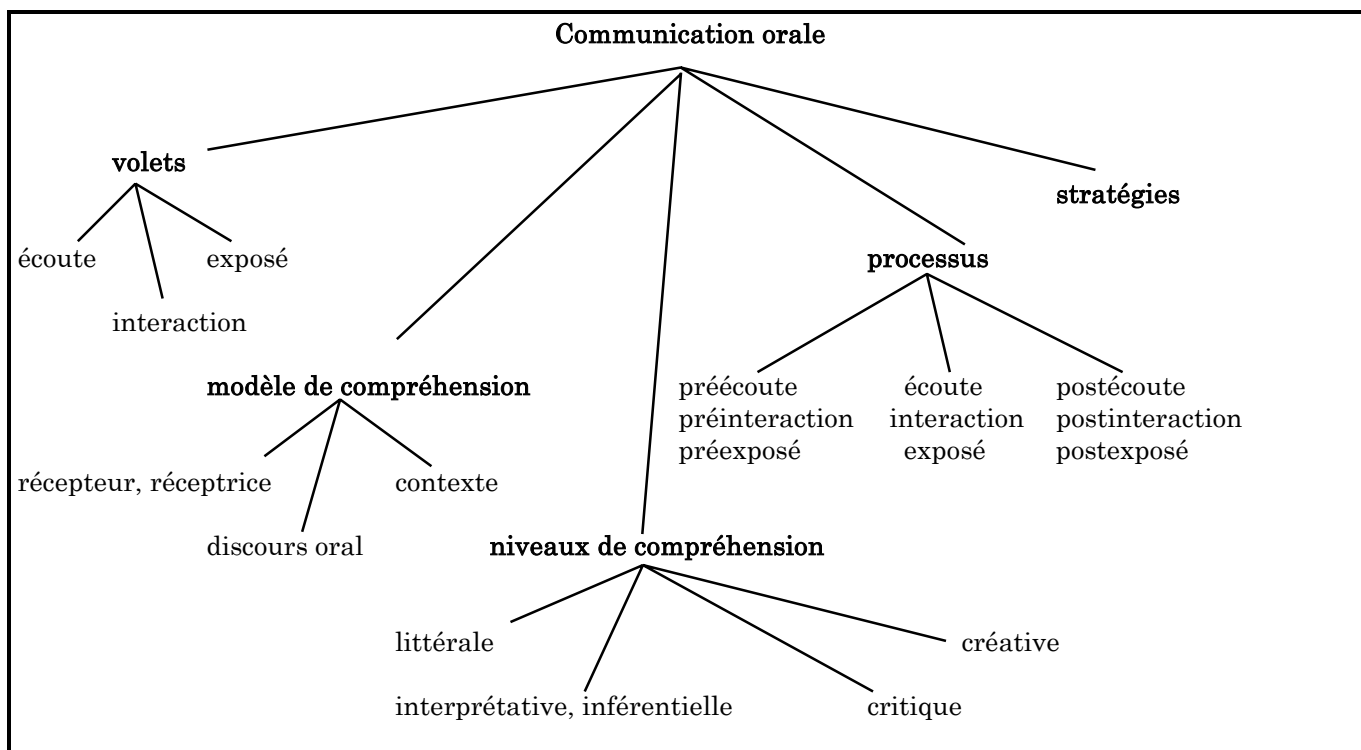 Communication orale
volets
stratégies
écoute
exposé
processus
interaction
modèle de compréhension
préécoute
préinteraction
préexposé
écoute
interaction
exposé
postécoute
postinteraction
postexposé
récepteur, réceptrice
contexte
discours oral
niveaux de compréhension
littérale
créative
interprétative, inférentielle
critique